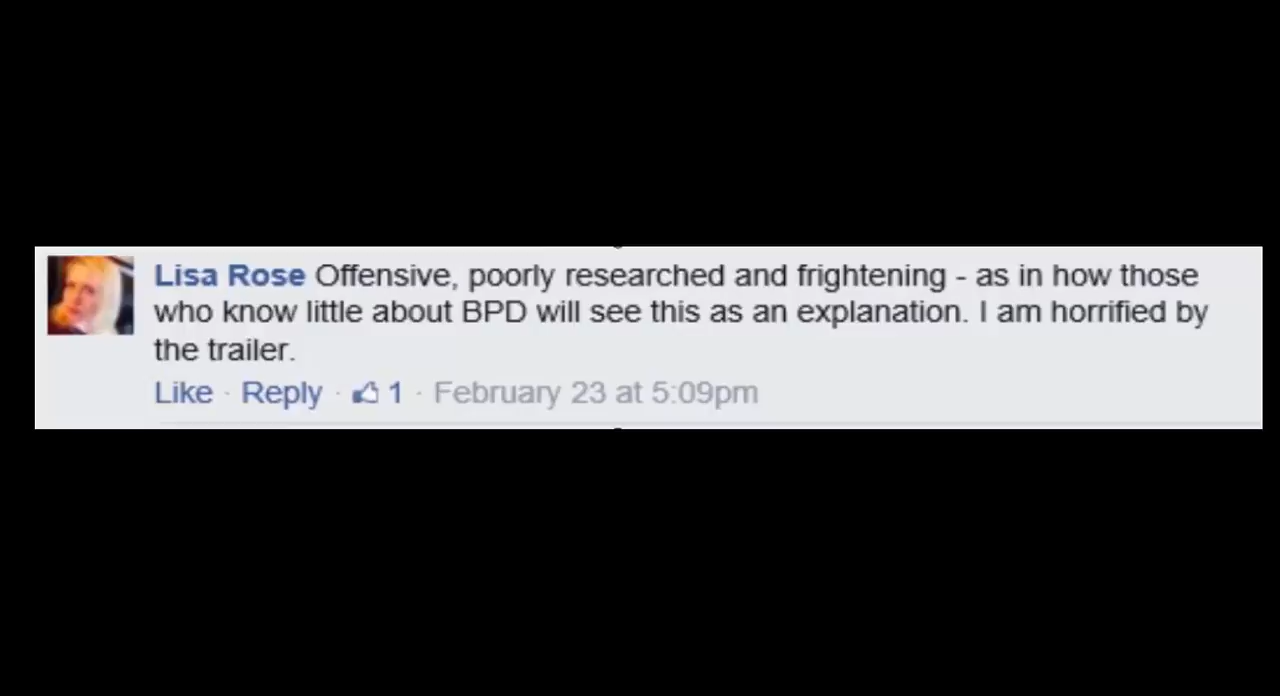 Lisa Rose Offensive, poorly researched and frightening - as in how those
who know little about BPD will see this as an explanation. I am horrified by
the trailer.
Like · Reply · 1 · February 23 at 5:09pm